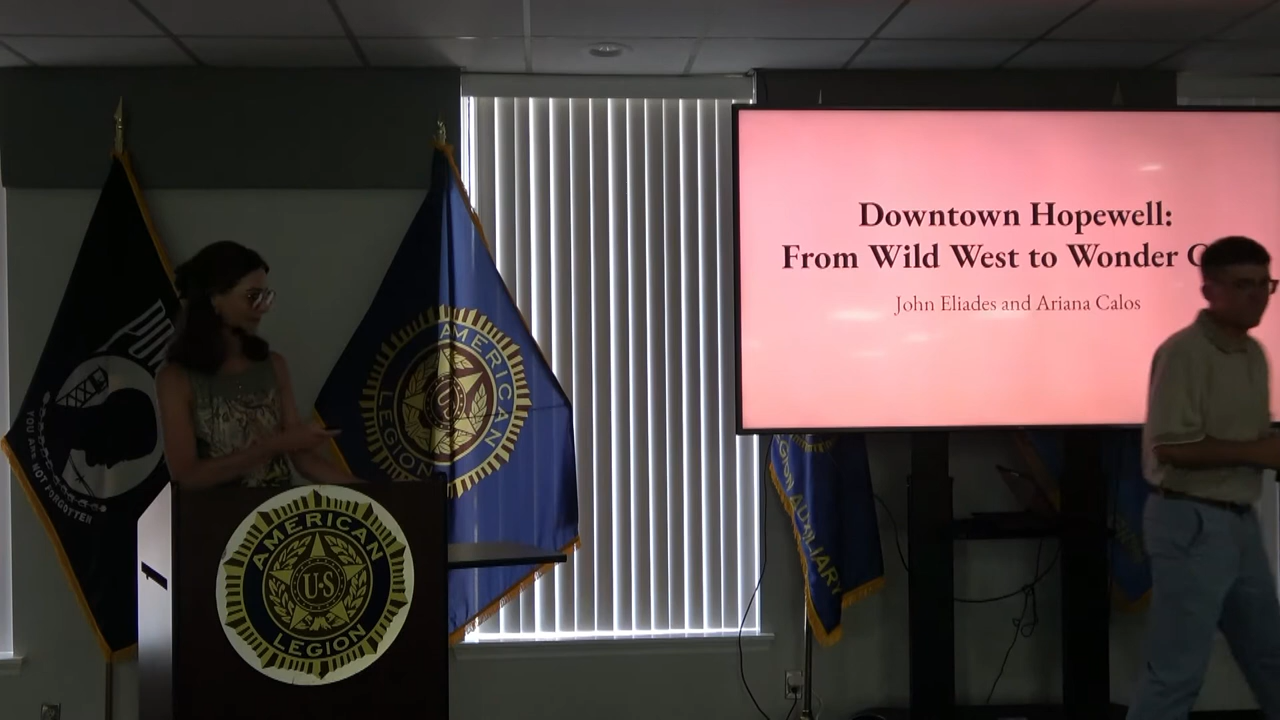 Downtown Hopewell:
From Wild West to Wonder
John Eliades and Ariana Calos
AMERICAN
LEGION
U.S
AMERICAN
U.S
LEGION
YOU ARE NOT FORGOTTEN
AUXILIARY